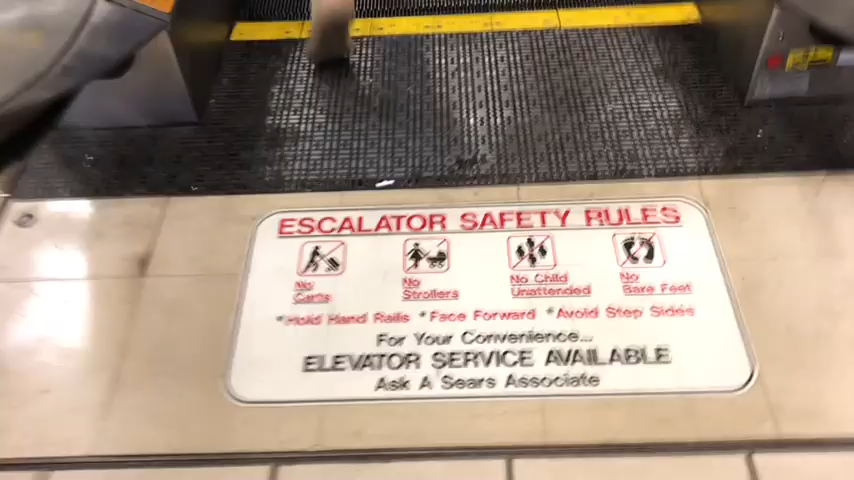 ESCALATOR SAFETY RULES
No Carts
No Strollers
No Child Unattended
No Bare Feet
*Hold Hand Rails *Face Forward *Avoid Step Sides
For Your Convenience...
ELEVATOR SERVICE AVAILABLE
Ask A Sears Associate